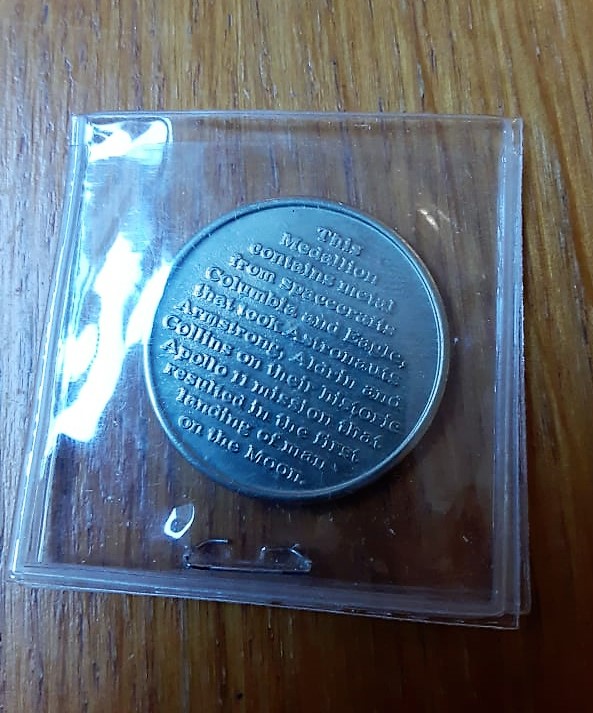 This
Medallion
contains metal
from spacecrafts
Columbia and Eagle,
that took Astronauts
Armstrong, Aldrin and
Collins on their historic
Apollo 11 mission that
resulted in the first
landing of man
on the Moon.